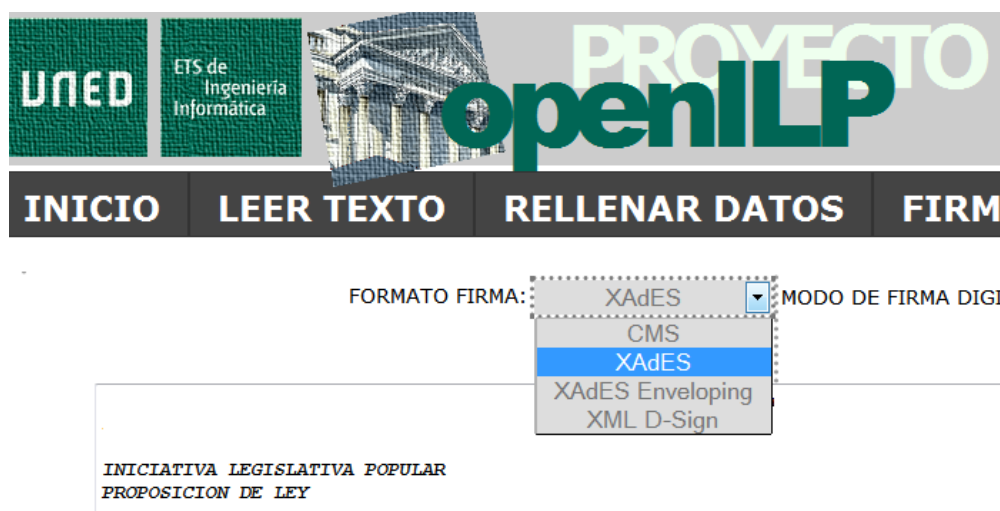 UNED
ETS de
Ingeniería
Informática
PROYECTO
openILP
INICIO LEER TEXTO RELLENAR DATOS FIRM
FORMATO FIRMA: XAdES MODO DE FIRMA DIGI
CMS
XAdES
XAdES Enveloping
XML D-Sign
INICIATIVA LEGISLATIVA POPULAR
PROPOSICION DE LEY